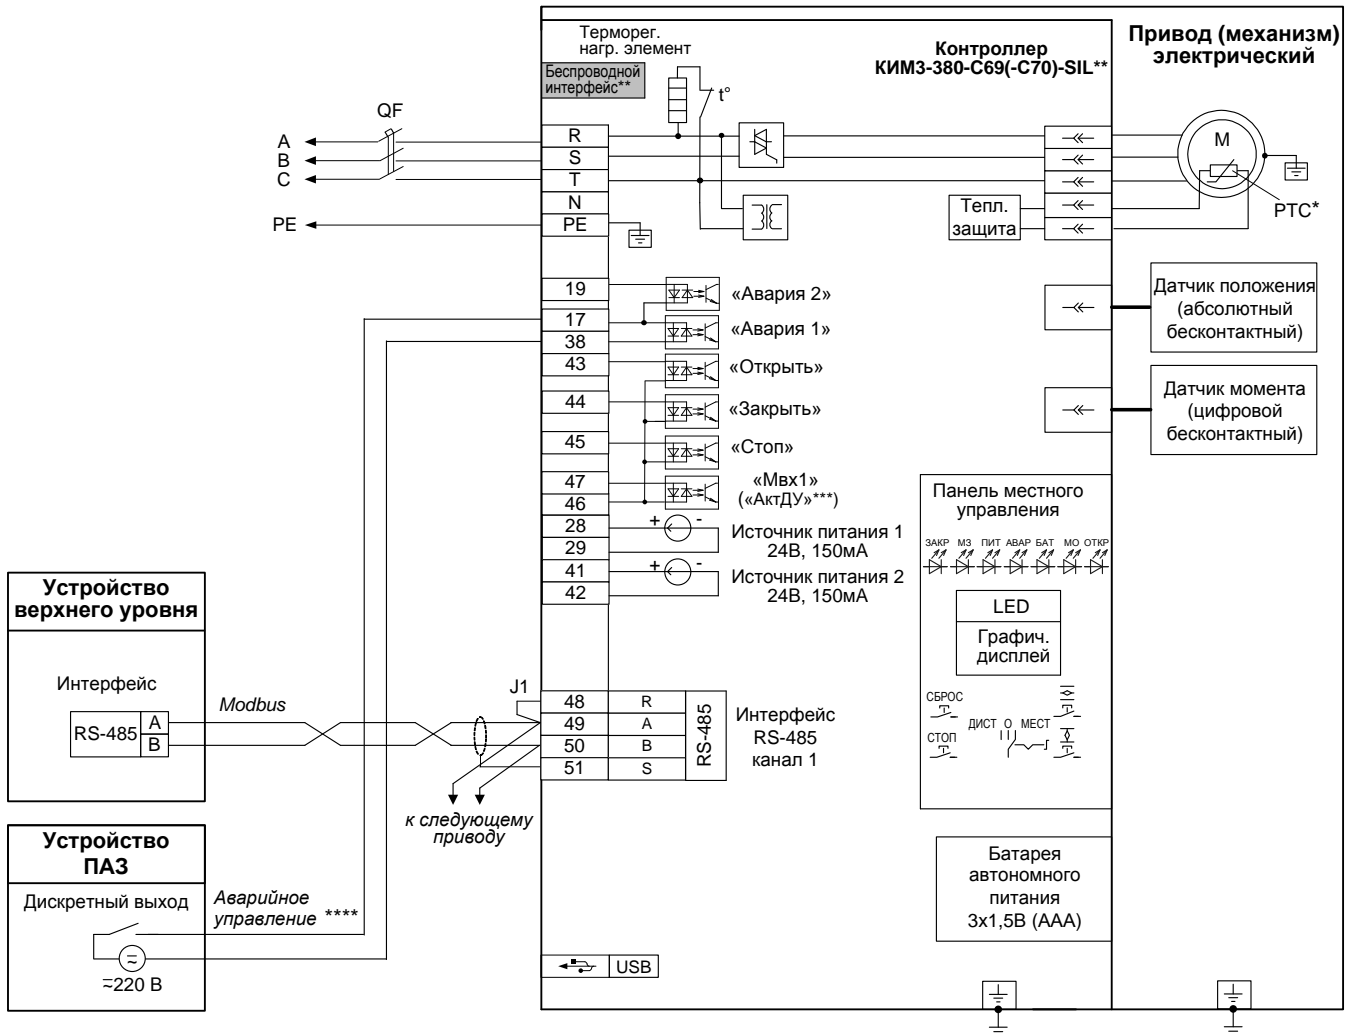 Терморег.
нагр. элемент
Беспроводной
интерфейс**
Контроллер
КИМ3-380-С69(-С70)-SIL**
Привод (механизм)
электрический
QF
t°
A
B
C
PE
R
S
T
N
PE
Тепл.
защита
M
PTC*
19
17
38
43
44
45
47
46
28
29
41
42
«Авария 2»
«Авария 1»
«Открыть»
«Закрыть»
«Стоп»
«Мвх1»
(«АктДУ»***)
+ -
Источник питания 1
24В, 150мА
+ -
Источник питания 2
24В, 150мА
Датчик положения
(абсолютный
бесконтактный)
Датчик момента
(цифровой
бесконтактный)
Панель местного
управления
ЗАКР МЗ ПИТ АВАР БАТ МО ОТКР
LED
Графич.
дисплей
СБРОС
СТОП
ДИСТ О МЕСТ
Устройство
верхнего уровня
Интерфейс
RS-485
A
B
Modbus
J1
48 R
49 A
50 B
51 S
RS-485
Интерфейс
RS-485
канал 1
к следующему
приводу
Устройство
ПАЗ
Дискретный выход
≂220 В
Аварийное
управление ****
Батарея
автономного
питания
3x1,5В (ААА)
USB